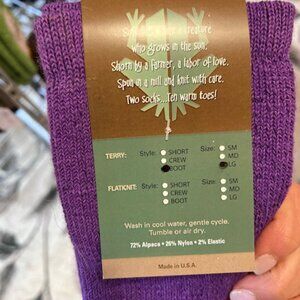 who grows in the sun,
Shorn by a farmer, a labor of love.
Spun in a mill and knit with care.
Two socks...Ten warm toes!
TERRY: Style: SHORT Size: SM
CREW MD
BOOT LG
FLATKNIT: Style: SHORT Size: SM
CREW MD
BOOT LG
Wash in cool water, gentle cycle.
Tumble or air dry.
72% Alpaca • 26% Nylon • 2% Elastic
Made in U.S.A.